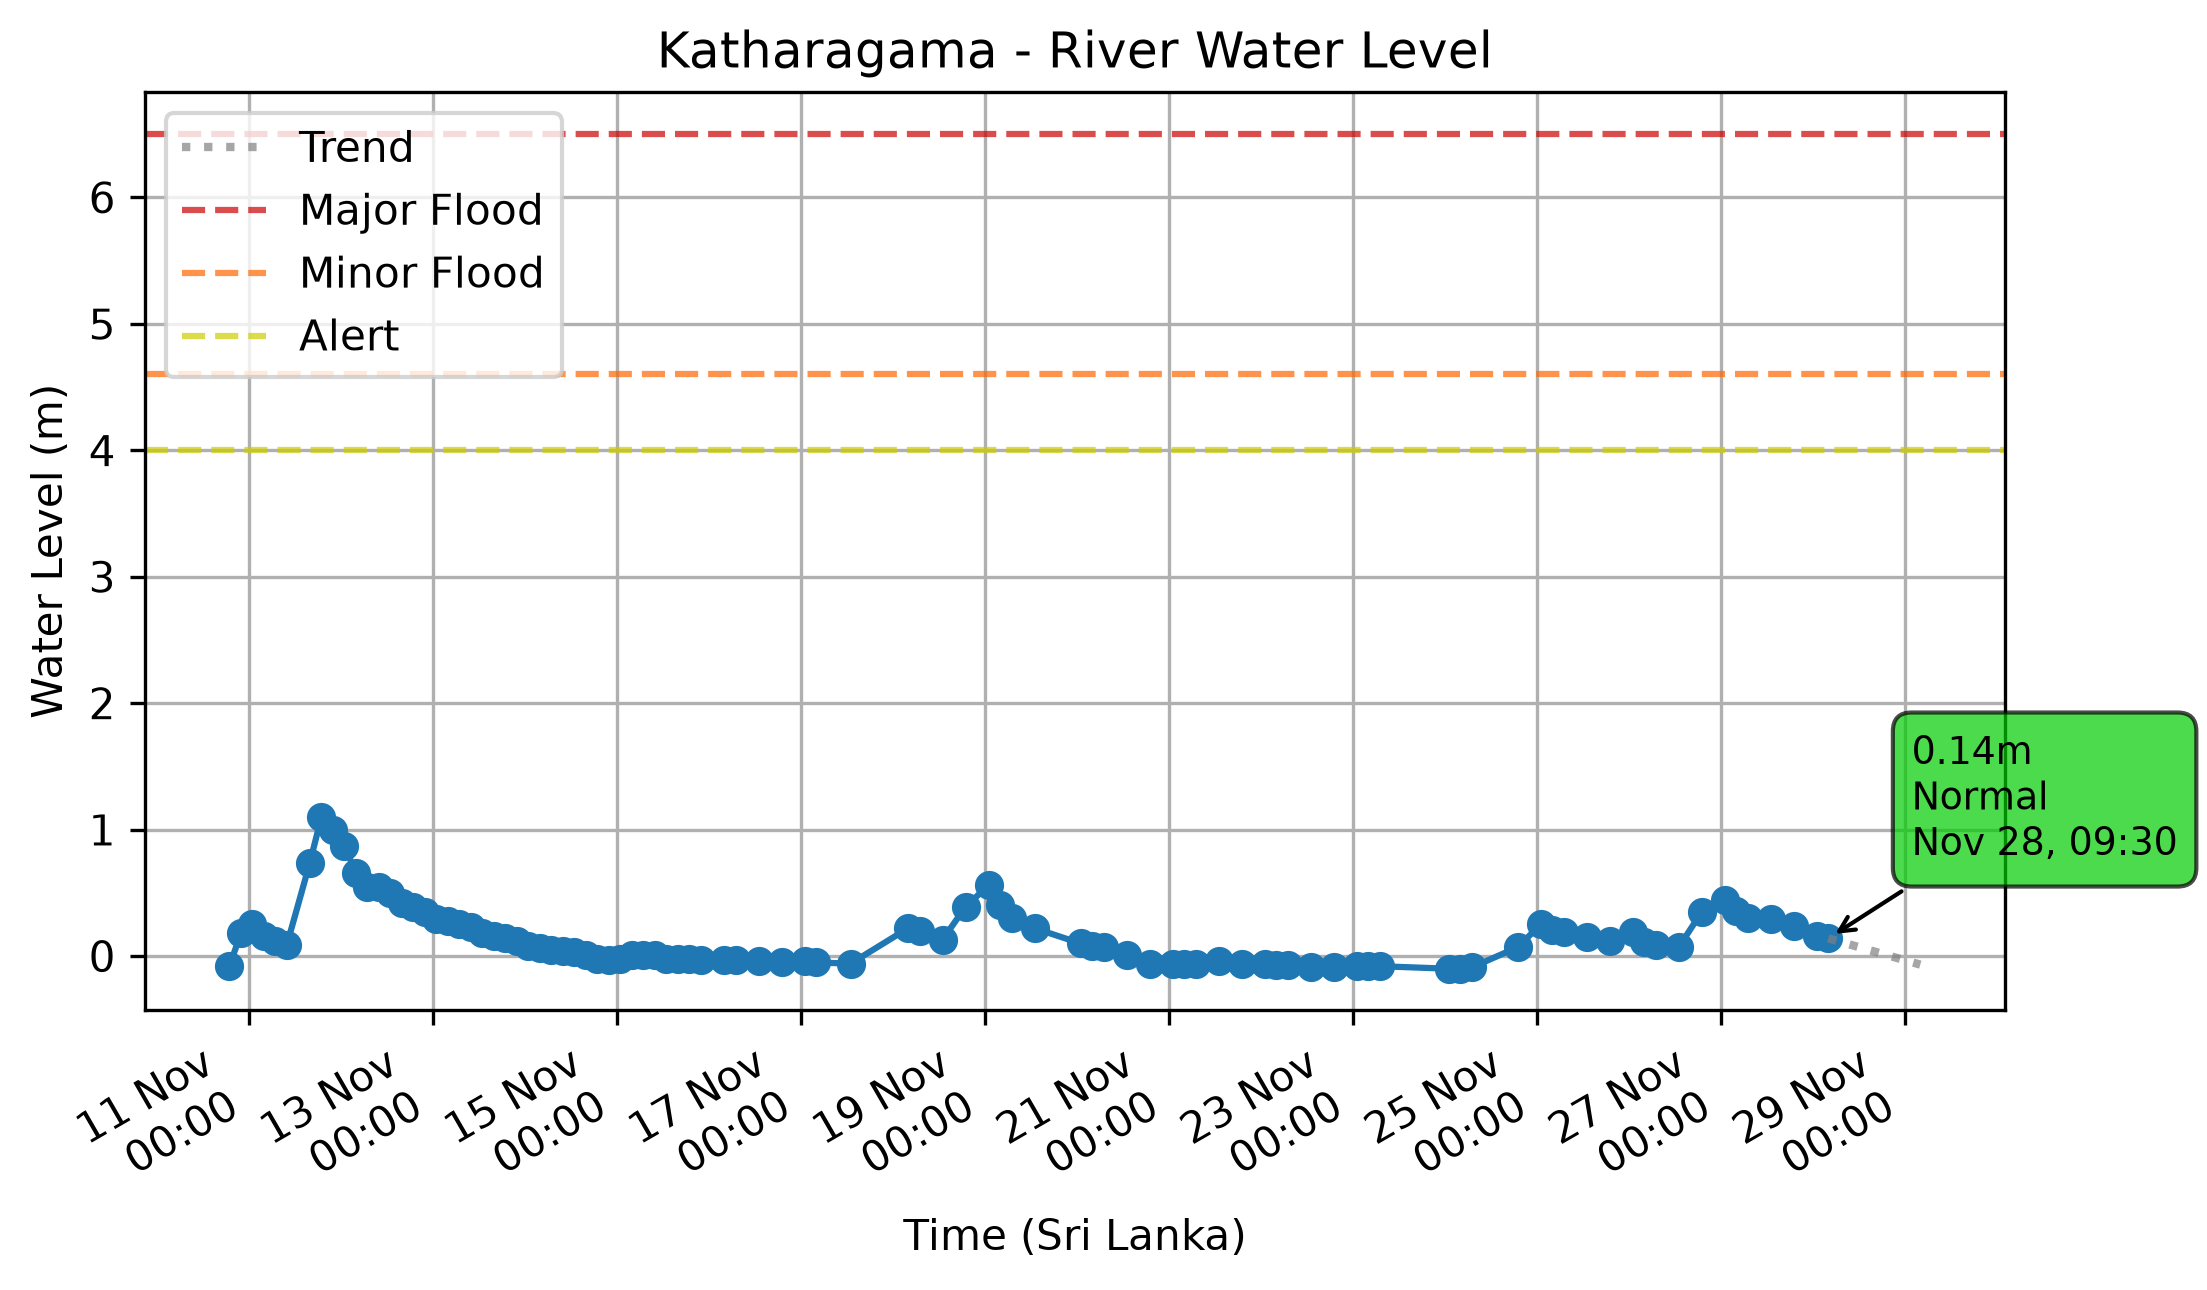 Katharagama - River Water Level
Trend
Major Flood
Minor Flood
Alert
Water Level (m)
6
5
4
3
2
1
0
0.14m
Normal
Nov 28, 09:30
11 Nov
00:00
13 Nov
00:00
15 Nov
00:00
17 Nov
00:00
19 Nov
00:00
21 Nov
00:00
23 Nov
00:00
25 Nov
00:00
27 Nov
00:00
29 Nov
00:00
Time (Sri Lanka)